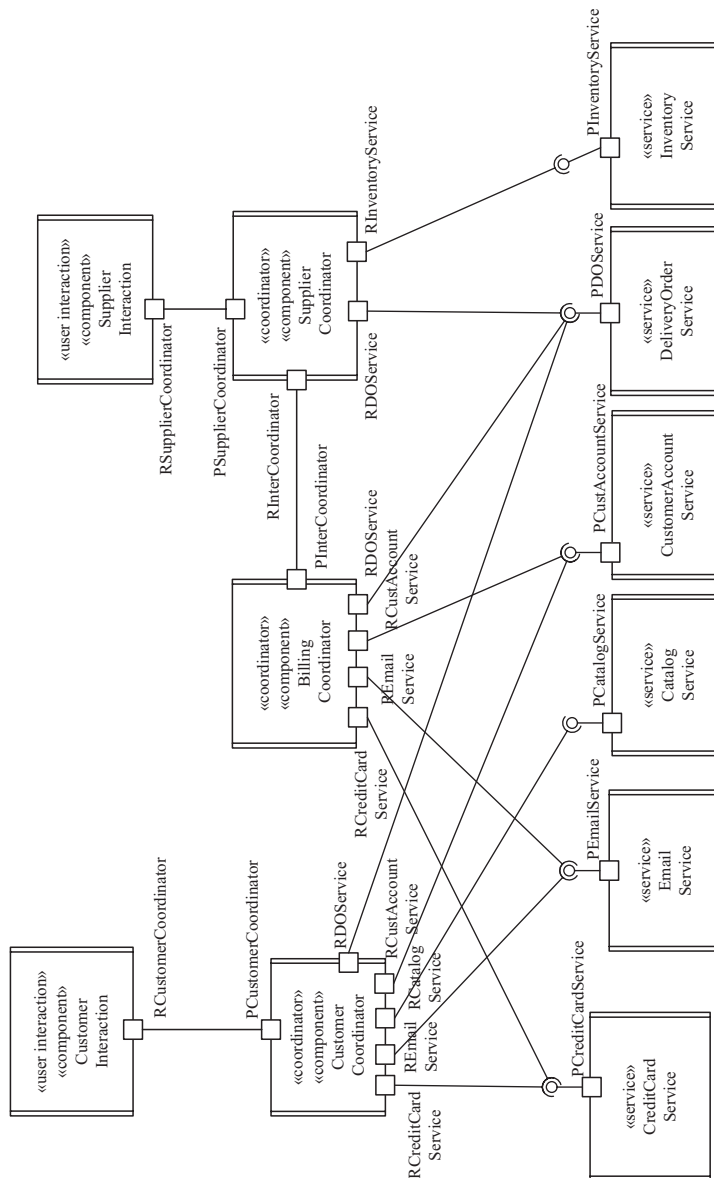 «user interaction»
«component»
Customer
Interaction
RCustomerCoordinator
PCustomerCoordinator
«coordinator»
«component»
Customer
Coordinator
RDOService
RCustAccount
Service
RCatalog
Service
REmail
Service
RCreditCard
Service
«coordinator»
«component»
Billing
Coordinator
PInterCoordinator
RDOService
RCustAccount
Service
REmail
Service
RCreditCard
Service
«user interaction»
«component»
Supplier
Interaction
RSupplierCoordinator
PSupplierCoordinator
«coordinator»
«component»
Supplier
Coordinator
RInterCoordinator
RDOService
RInventoryService
PCreditCardService
«service»
CreditCard
Service
PEmailService
«service»
Email
Service
PCatalogService
«service»
Catalog
Service
PCustAccountService
«service»
CustomerAccount
Service
PDOService
«service»
DeliveryOrder
Service
PInventoryService
«service»
Inventory
Service